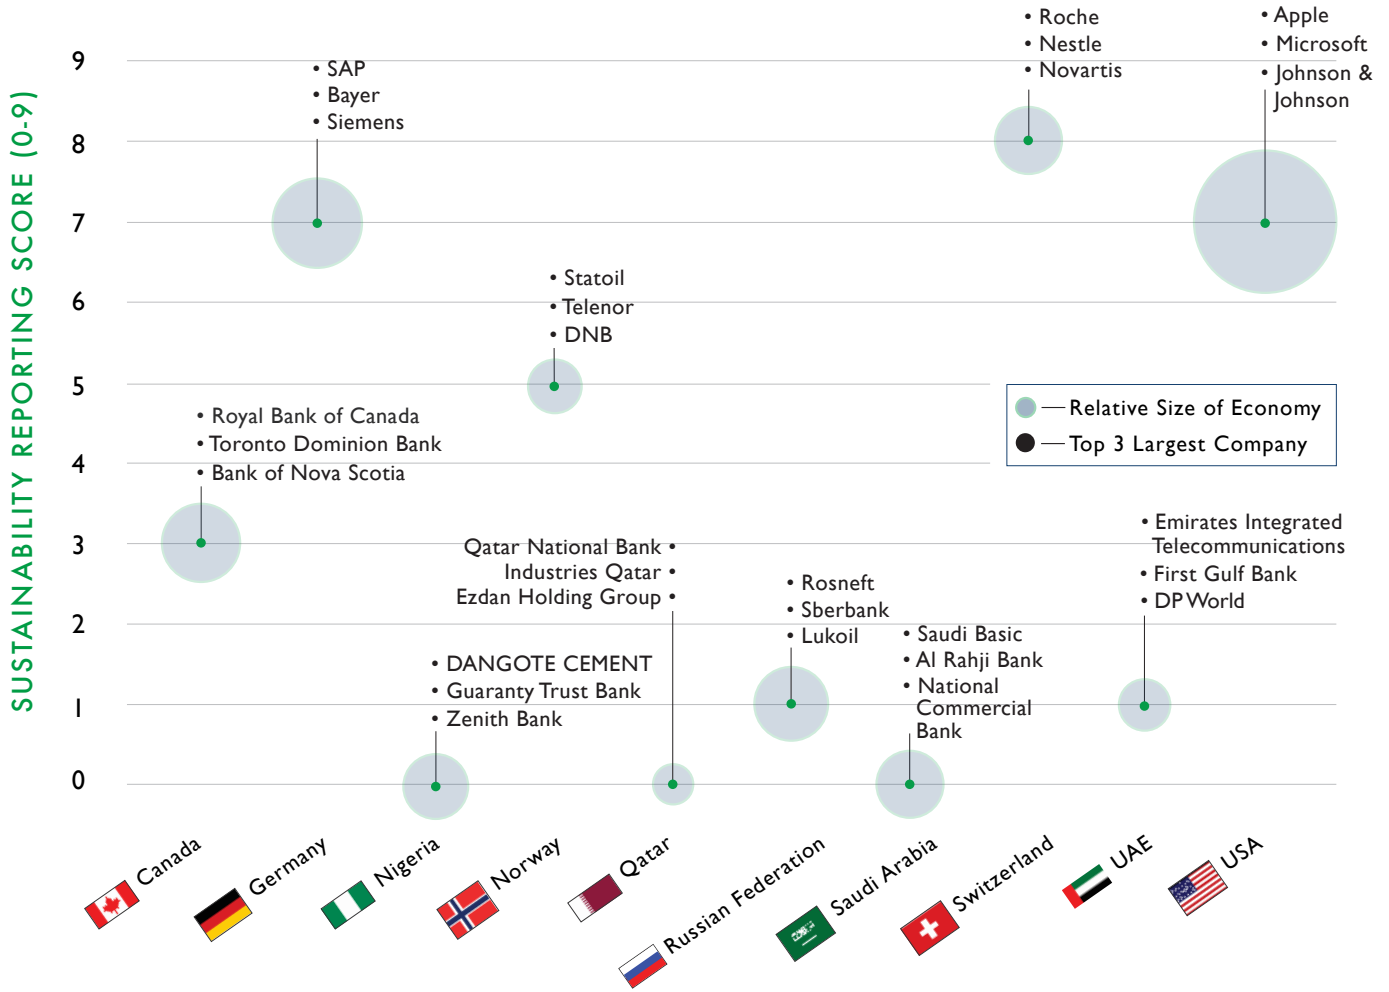 SUSTAINABILITY REPORTING SCORE (0-9)
9
8
7
6
5
4
3
2
1
0
• Royal Bank of Canada
• Toronto Dominion Bank
• Bank of Nova Scotia
• SAP
• Bayer
• Siemens
• DANGOTE CEMENT
• Guaranty Trust Bank
• Zenith Bank
• Statoil
• Telenor
• DNB
Qatar National Bank •
Industries Qatar •
Ezdan Holding Group •
• Rosneft
• Sberbank
• Lukoil
• Saudi Basic
• Al Rahji Bank
• National
Commercial
Bank
• Roche
• Nestle
• Novartis
• Emirates Integrated
Telecommunications
• First Gulf Bank
• DP World
• Apple
• Microsoft
• Johnson &
Johnson
Relative Size of Economy
Top 3 Largest Company
Canada
Germany
Nigeria
Norway
Qatar
Russian Federation
Saudi Arabia
Switzerland
UAE
USA